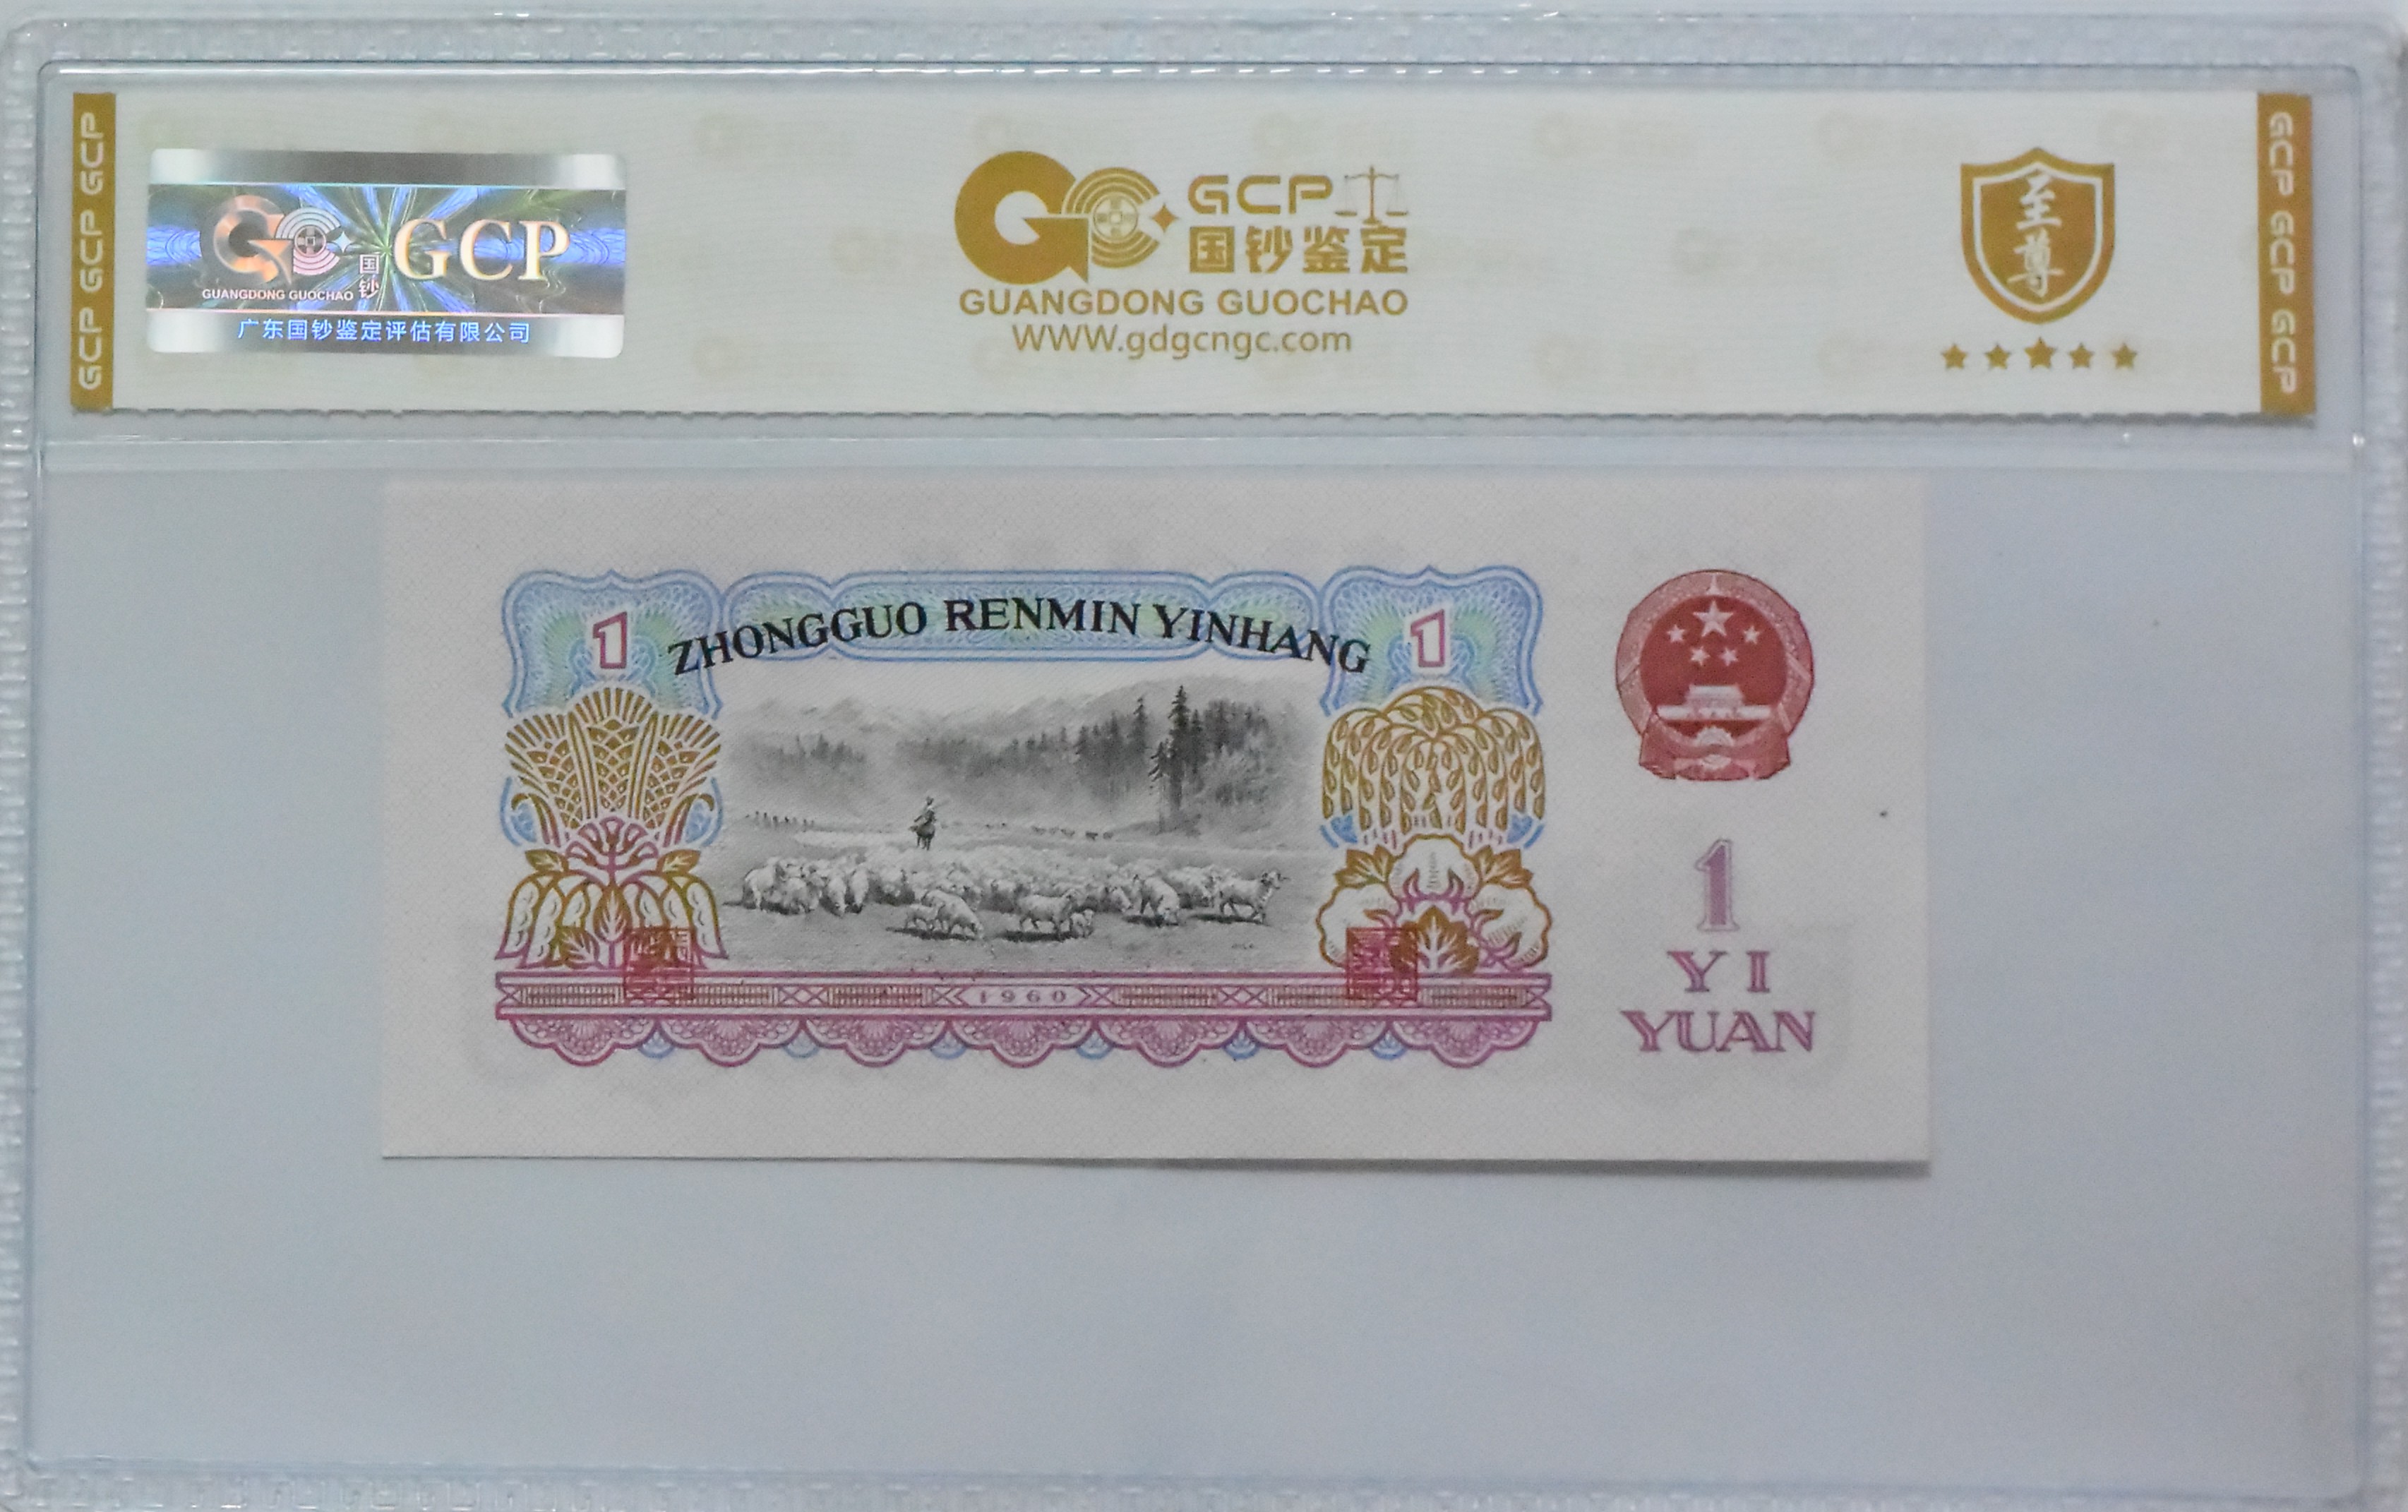 GCP GCP GCP
GC 国钞 GCP
GUANGDONG GUOCHAO
广东国钞鉴定评估有限公司
GCP
国钞鉴定
GUANGDONG GUOCHAO
WWW.gdgcngc.com
至尊
GCP GCP GCP
1 ZHONGGUO RENMIN YINHANG 1
1960
1
YI
YUAN